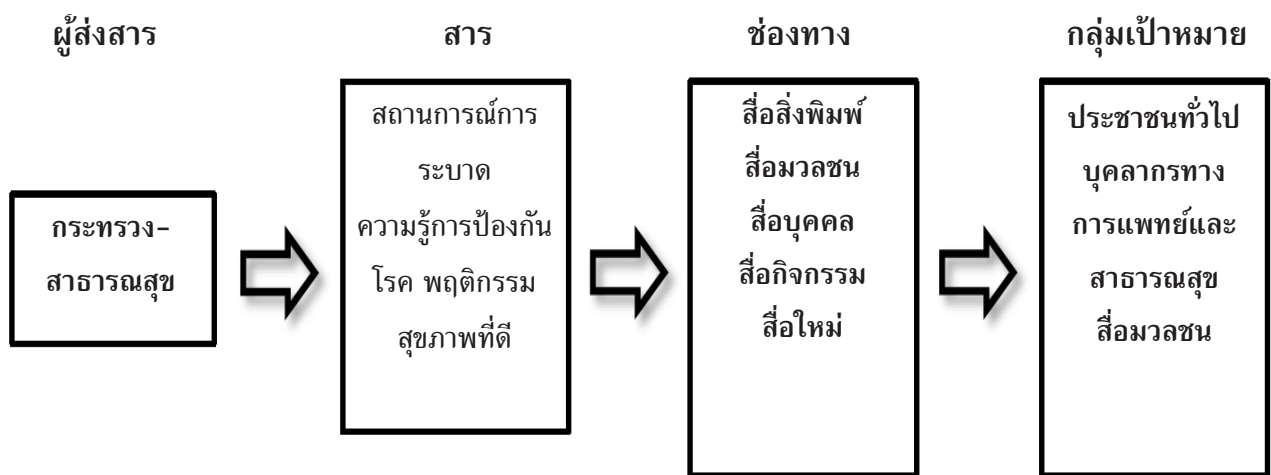 ผู้ส่งสาร
สาร
ช่องทาง
กลุ่มเป้าหมาย
กระทรวง-
สาธารณสุข
สถานการณ์การ
ระบาด
ความรู้การป้องกัน
โรค พฤติกรรม
สุขภาพที่ดี
สื่อสิ่งพิมพ์
สื่อมวลชน
สื่อบุคคล
สื่อกิจกรรม
สื่อใหม่
ประชาชนทั่วไป
บุคลากรทาง
การแพทย์และ
สาธารณสุข
สื่อมวลชน